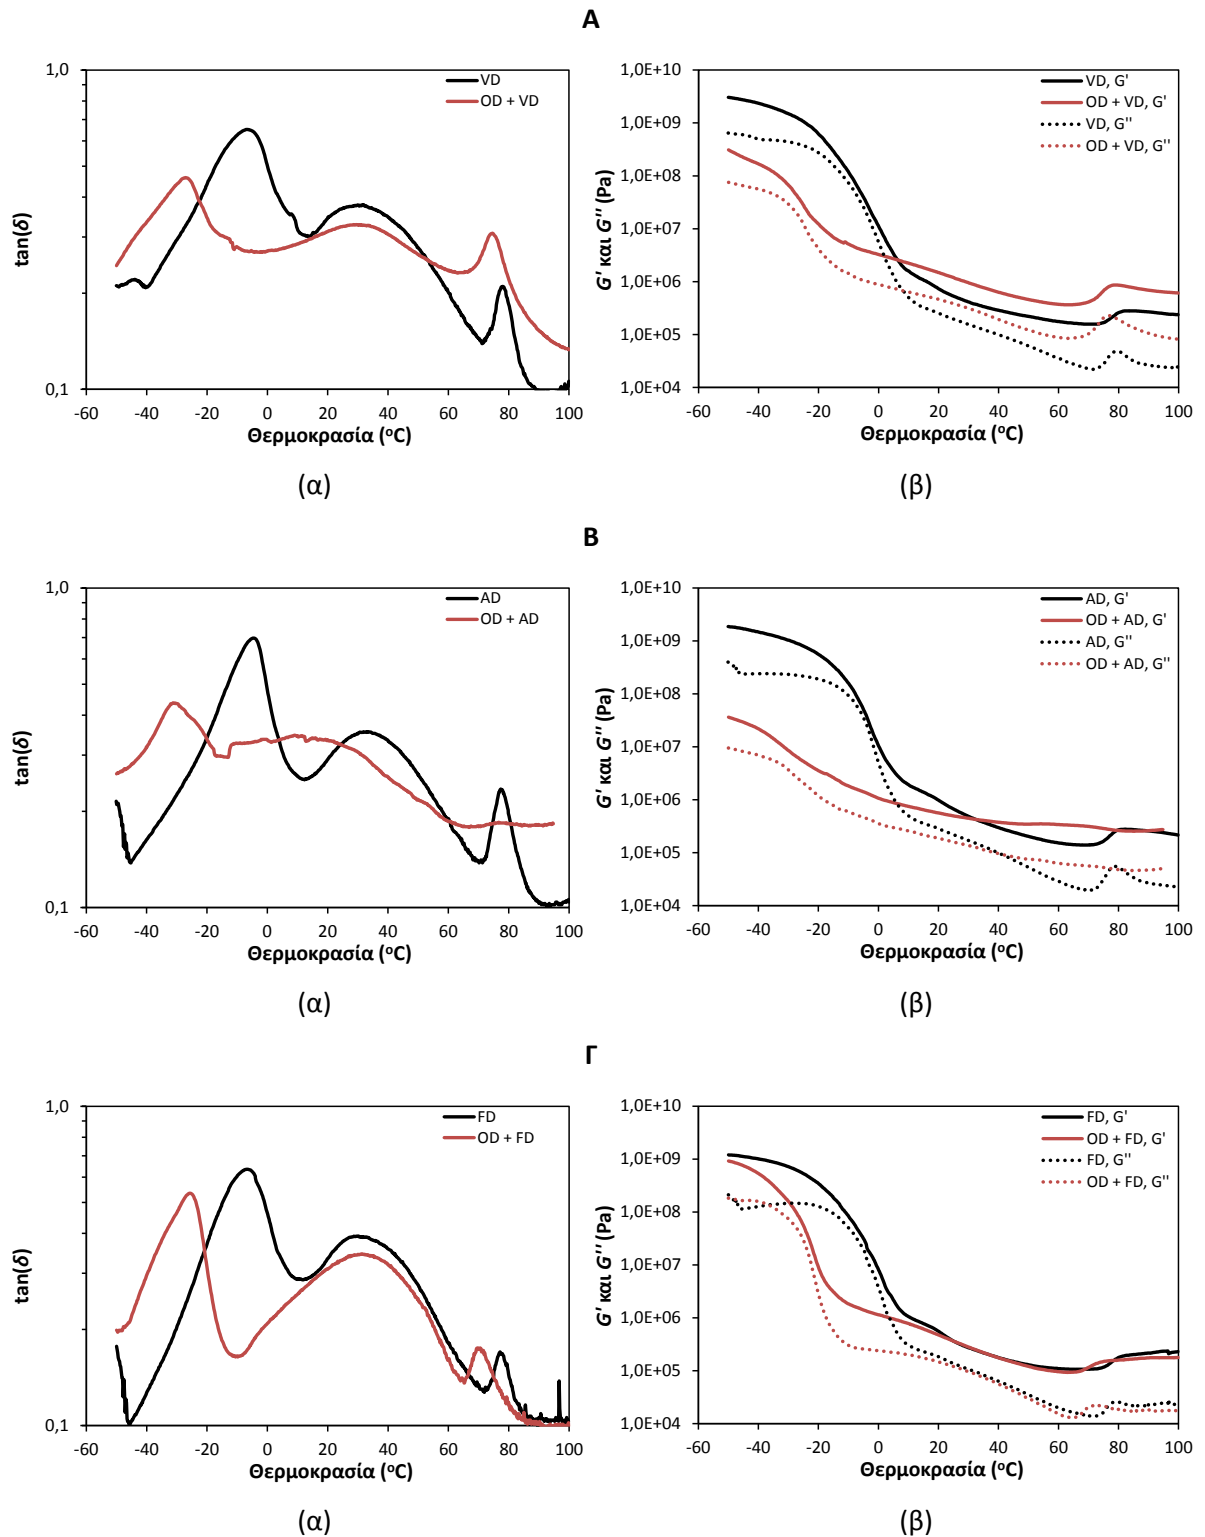 A
1,0
0,1
tan(δ)
VD
OD + VD
-60 -40 -20 0 20 40 60 80 100
Θερμοκρασία (°C)
(α)
1,0E+10
1,0E+09
1,0E+08
1,0E+07
1,0E+06
1,0E+05
1,0E+04
G' και G'' (Pa)
VD, G'
OD + VD, G'
VD, G''
OD + VD, G''
-60 -40 -20 0 20 40 60 80 100
Θερμοκρασία (°C)
(β)
B
1,0
0,1
tan(δ)
AD
OD + AD
-60 -40 -20 0 20 40 60 80 100
Θερμοκρασία (°C)
(α)
1,0E+10
1,0E+09
1,0E+08
1,0E+07
1,0E+06
1,0E+05
1,0E+04
G' και G'' (Pa)
AD, G'
OD + AD, G'
AD, G''
OD + AD, G''
-60 -40 -20 0 20 40 60 80 100
Θερμοκρασία (°C)
(β)
Γ
1,0
0,1
tan(δ)
FD
OD + FD
-60 -40 -20 0 20 40 60 80 100
Θερμοκρασία (°C)
(α)
1,0E+10
1,0E+09
1,0E+08
1,0E+07
1,0E+06
1,0E+05
1,0E+04
G' και G'' (Pa)
FD, G'
OD + FD, G'
FD, G''
OD + FD, G''
-60 -40 -20 0 20 40 60 80 100
Θερμοκρασία (°C)
(β)